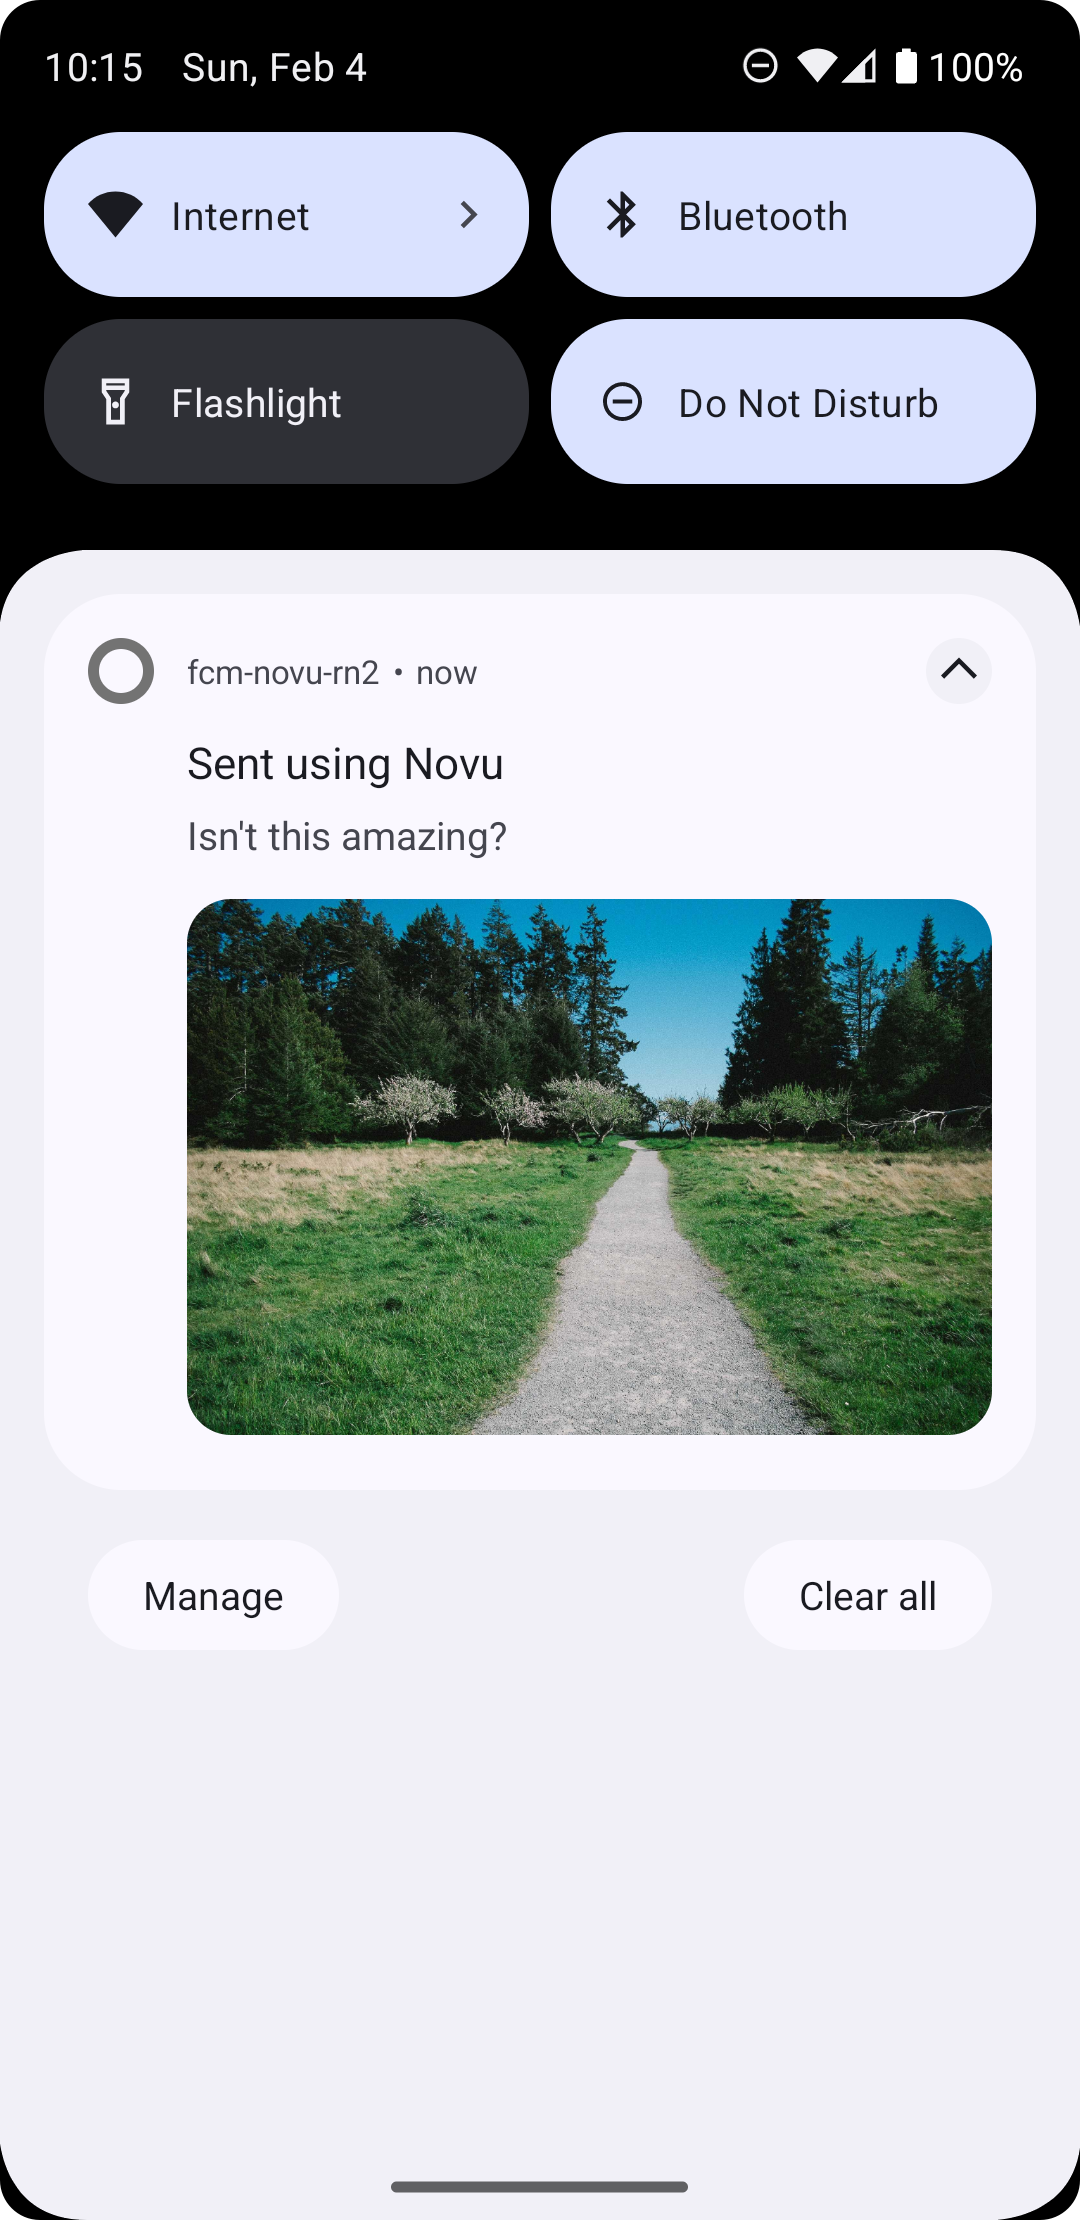 10:15 Sun, Feb 4 100%
Internet Bluetooth
Flashlight Do Not Disturb
fcm-novu-rn2 • now
Sent using Novu
Isn't this amazing?
Manage Clear all